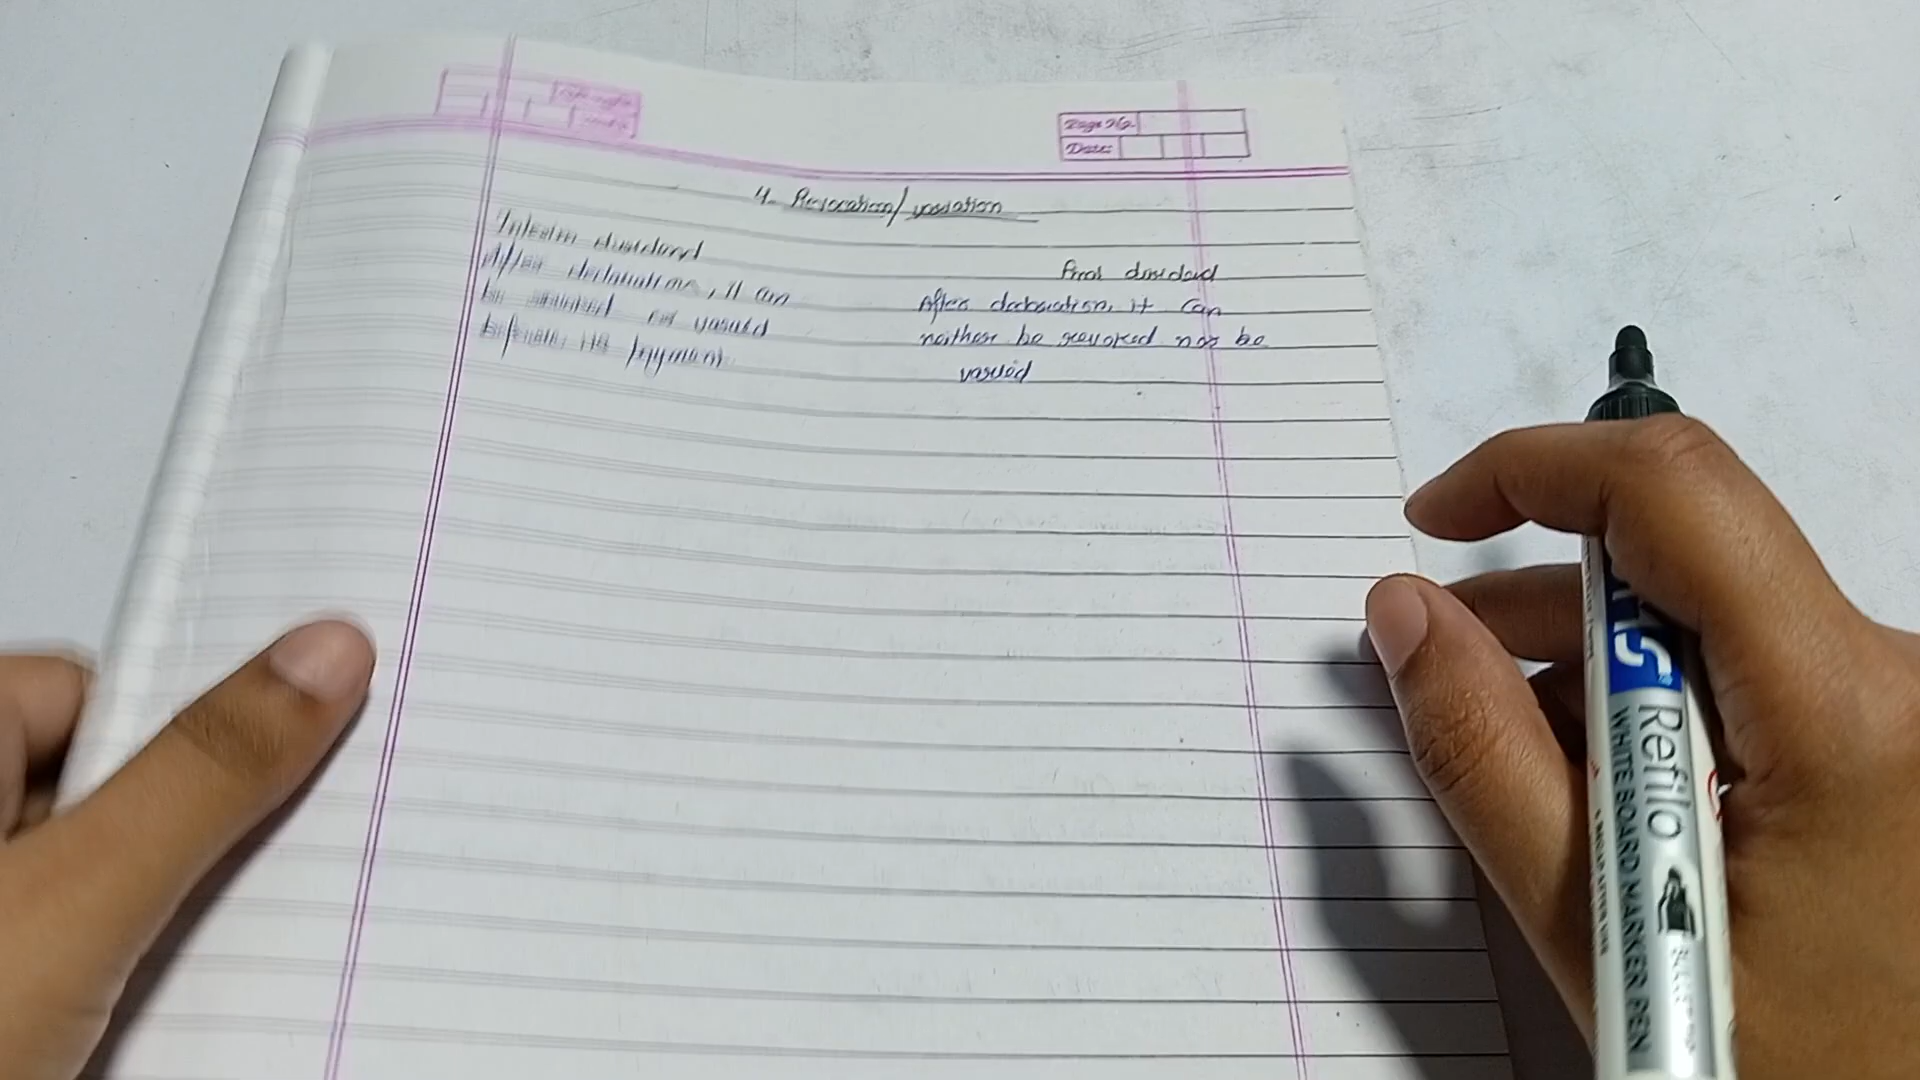 Page No.
Date:
4. Revocation/variation
Interim dividend
After declaration, it can
be revoked or varied
before its payment
Final dividend
After declaration, it can
neither be revoked nor be
varied
Refilo
WHITE BOARD MARKER PEN